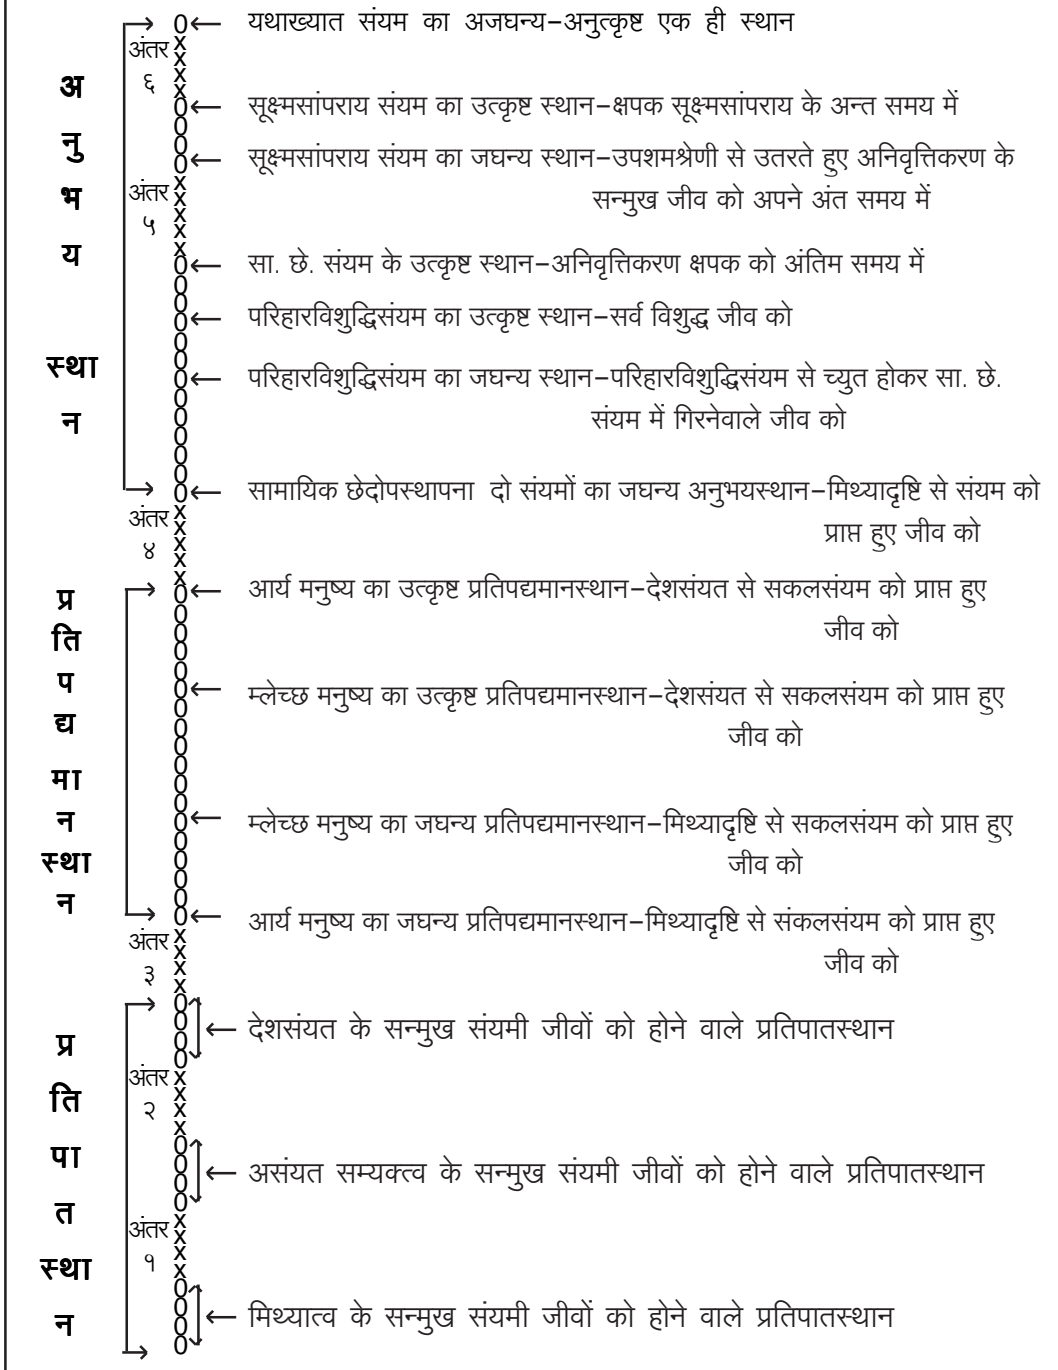 यथाख्यात संयम का अजघन्य-अनुत्कृष्ट एक ही स्थान
अंतर
६
सूक्ष्मसांपराय संयम का उत्कृष्ट स्थान-क्षपक सूक्ष्मसांपराय के अन्त समय में
सूक्ष्मसांपराय संयम का जघन्य स्थान-उपशमश्रेणी से उतरते हुए अनिवृत्तिकरण के
सन्मुख जीव को अपने अंत समय में
अंतर
५
सा. छे. संयम के उत्कृष्ट स्थान-अनिवृत्तिकरण क्षपक को अंतिम समय में
परिहारविशुद्धिसंयम का उत्कृष्ट स्थान-सर्व विशुद्ध जीव को
परिहारविशुद्धिसंयम का जघन्य स्थान-परिहारविशुद्धिसंयम से च्युत होकर सा. छे.
संयम में गिरनेवाले जीव को
सामायिक छेदोपस्थापना दो संयमों का जघन्य अनुभयस्थान-मिथ्यादृष्टि से संयम को
प्राप्त हुए जीव को
अ
नु
भ
य
स्था
न
अंतर
४
आर्य मनुष्य का उत्कृष्ट प्रतिपद्यमानस्थान-देशसंयत से सकलसंयम को प्राप्त हुए
जीव को
म्लेच्छ मनुष्य का उत्कृष्ट प्रतिपद्यमानस्थान-देशसंयत से सकलसंयम को प्राप्त हुए
जीव को
म्लेच्छ मनुष्य का जघन्य प्रतिपद्यमानस्थान-मिथ्यादृष्टि से सकलसंयम को प्राप्त हुए
जीव को
आर्य मनुष्य का जघन्य प्रतिपद्यमानस्थान-मिथ्यादृष्टि से संकलसंयम को प्राप्त हुए
जीव को
प्र
ति
प
द्य
मा
न
स्था
न
अंतर
३
देशसंयत के सन्मुख संयमी जीवों को होने वाले प्रतिपातस्थान
अंतर
२
असंयत सम्यक्त्व के सन्मुख संयमी जीवों को होने वाले प्रतिपातस्थान
अंतर
१
मिथ्यात्व के सन्मुख संयमी जीवों को होने वाले प्रतिपातस्थान
प्र
ति
पा
त
स्था
न